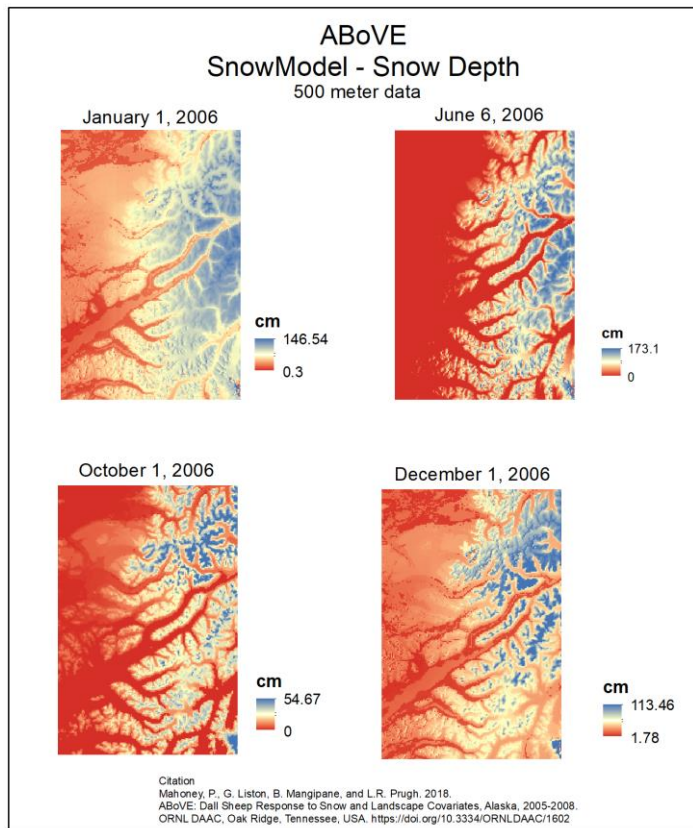 ABoVE
SnowModel - Snow Depth
500 meter data
January 1, 2006
cm
146.54
0.3
June 6, 2006
cm
173.1
0
October 1, 2006
cm
54.67
0
December 1, 2006
cm
113.46
1.78
Citation
Mahoney, P., G. Liston, B. Mangipane, and L.R. Prugh. 2018.
ABoVE: Dall Sheep Response to Snow and Landscape Covariates, Alaska, 2005-2008.
ORNL DAAC, Oak Ridge, Tennessee, USA. https://doi.org/10.3334/ORNLDAAC/1602